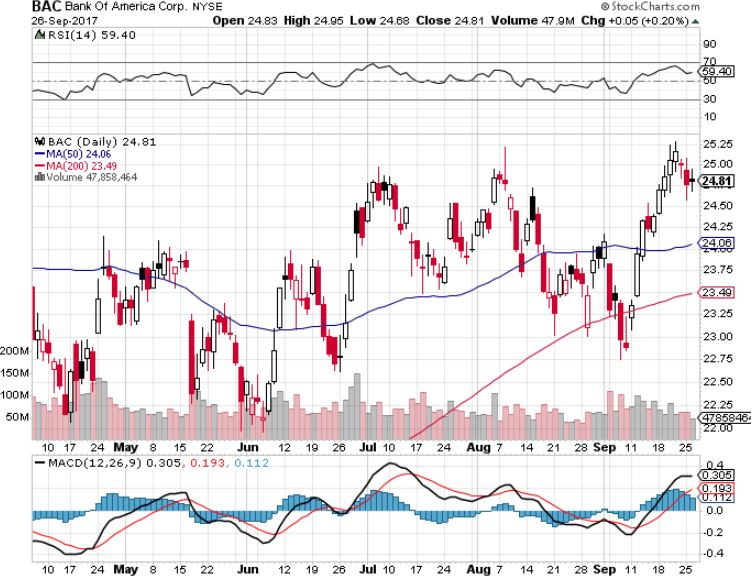 BAC Bank Of America Corp. NYSE © StockCharts.com
26-Sep-2017 Open 24.83 High 24.95 Low 24.68 Close 24.81 Volume 47.9M Chg +0.05 (+0.20%)
RSI(14) 59.40
90
70
59.40
50
30
10
BAC (Daily) 24.81
MA(50) 24.06
MA(200) 23.49
Volume 47,858,464
25.25
25.00
24.81
24.50
24.25
24.06
24.00
23.75
23.49
23.25
23.00
200M 22.75
150M 22.50
100M 22.25
50M 47858464
22.00
10 17 24 May 8 15 22 Jun 12 19 26 Jul 10 17 24 Aug 7 14 21 28 Sep 11 18 25
MACD(12,26,9) 0.305, 0.193, 0.112
0.4
0.305
0.193
0.112
0.0
-0.2
-0.4
10 17 24 May 8 15 22 Jun 12 19 26 Jul 10 17 24 Aug 7 14 21 28 Sep 11 18 25